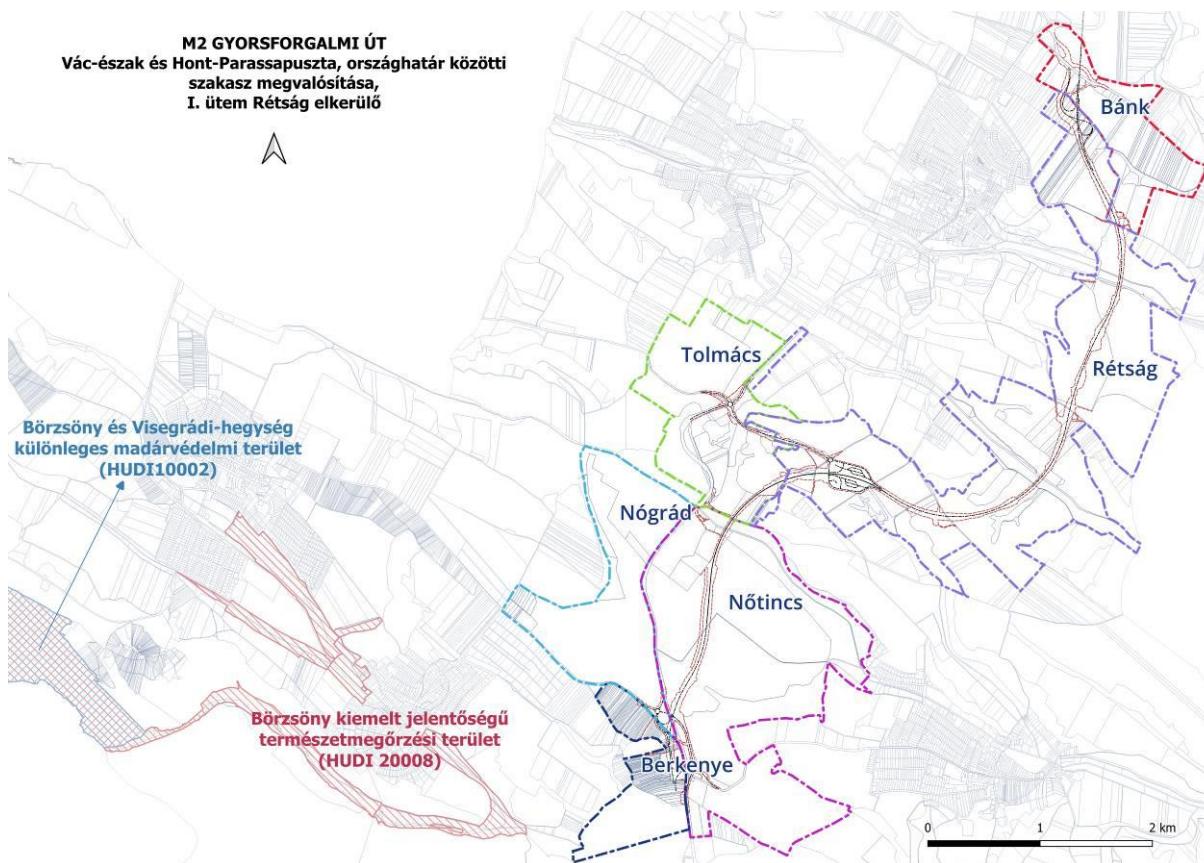 M2 GYORSFORGALMI ÚT
Vác-észak és Hont-Parassapuszta, országhatár közötti
szakasz megvalósítása,
I. ütem Rétság elkerülő
Bánk
Tolmács
Rétság
Börzsöny és Visegrádi-hegység
különleges madárvédelmi terület
(HUDI10002)
Nógrád
Nőtincs
Börzsöny kiemelt jelentőségű
természetmegőrzési terület
(HUDI 20008)
Berkenye
0 1 2 km